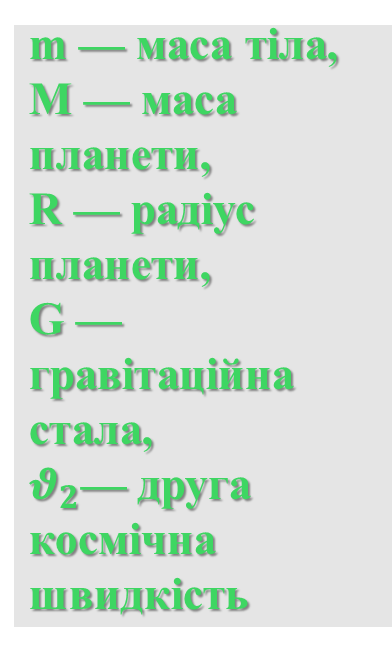 m — маса тіла,
M — маса
планети,
R — радіус
планети,
G —
гравітаційна
стала,
𝝑₂— друга
космічна
швидкість